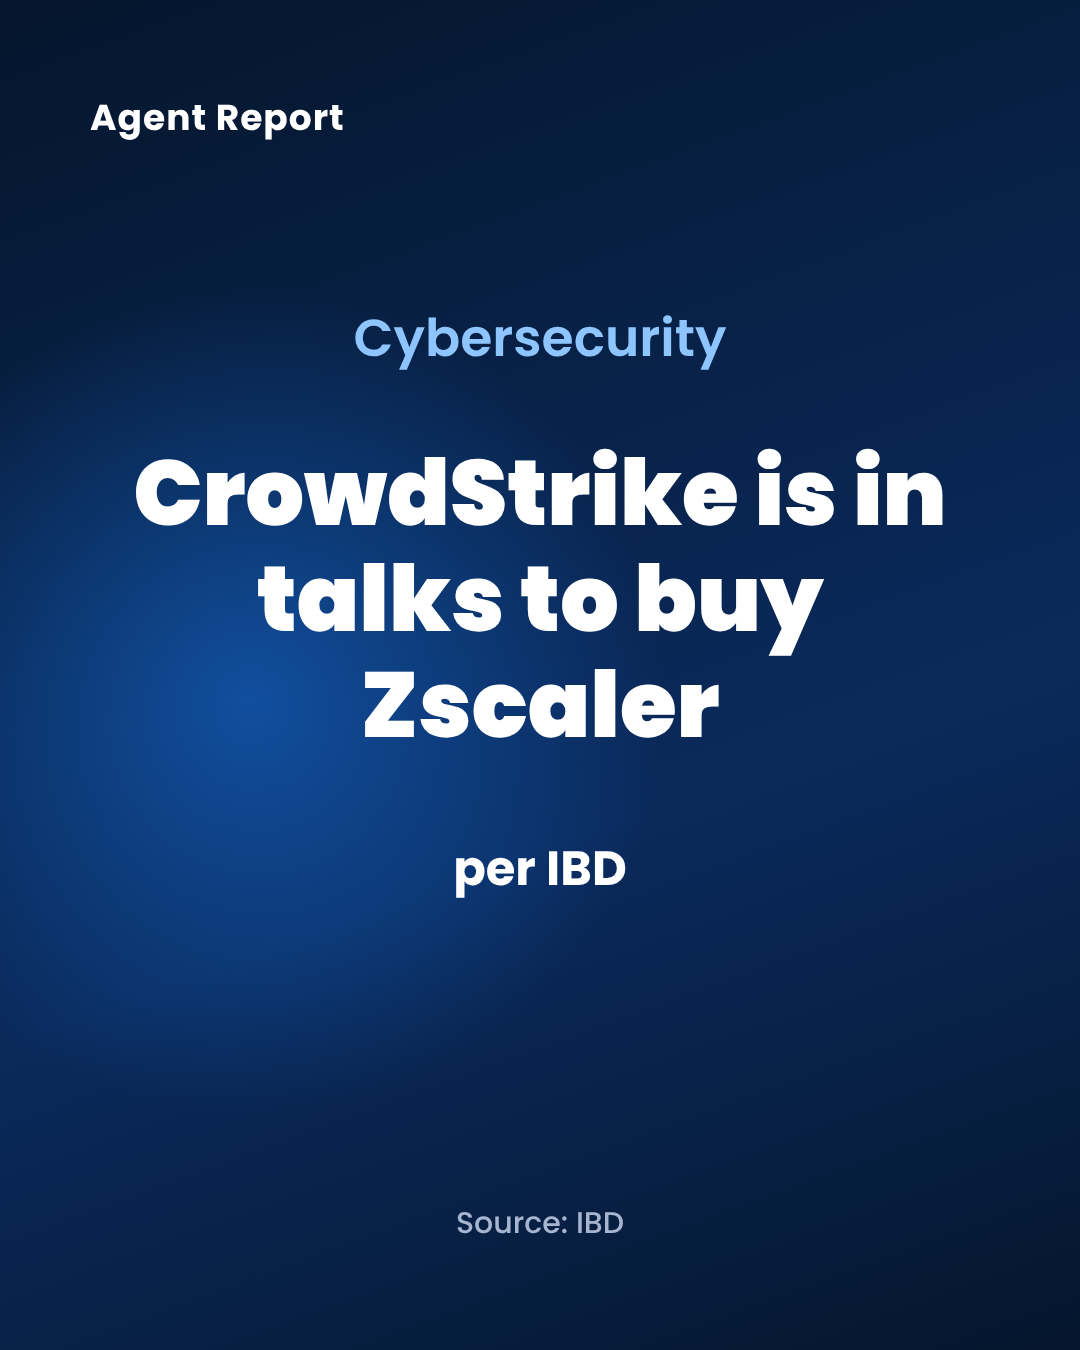 Agent Report
Cybersecurity
CrowdStrike is in
talks to buy
Zscaler
per IBD
Source: IBD